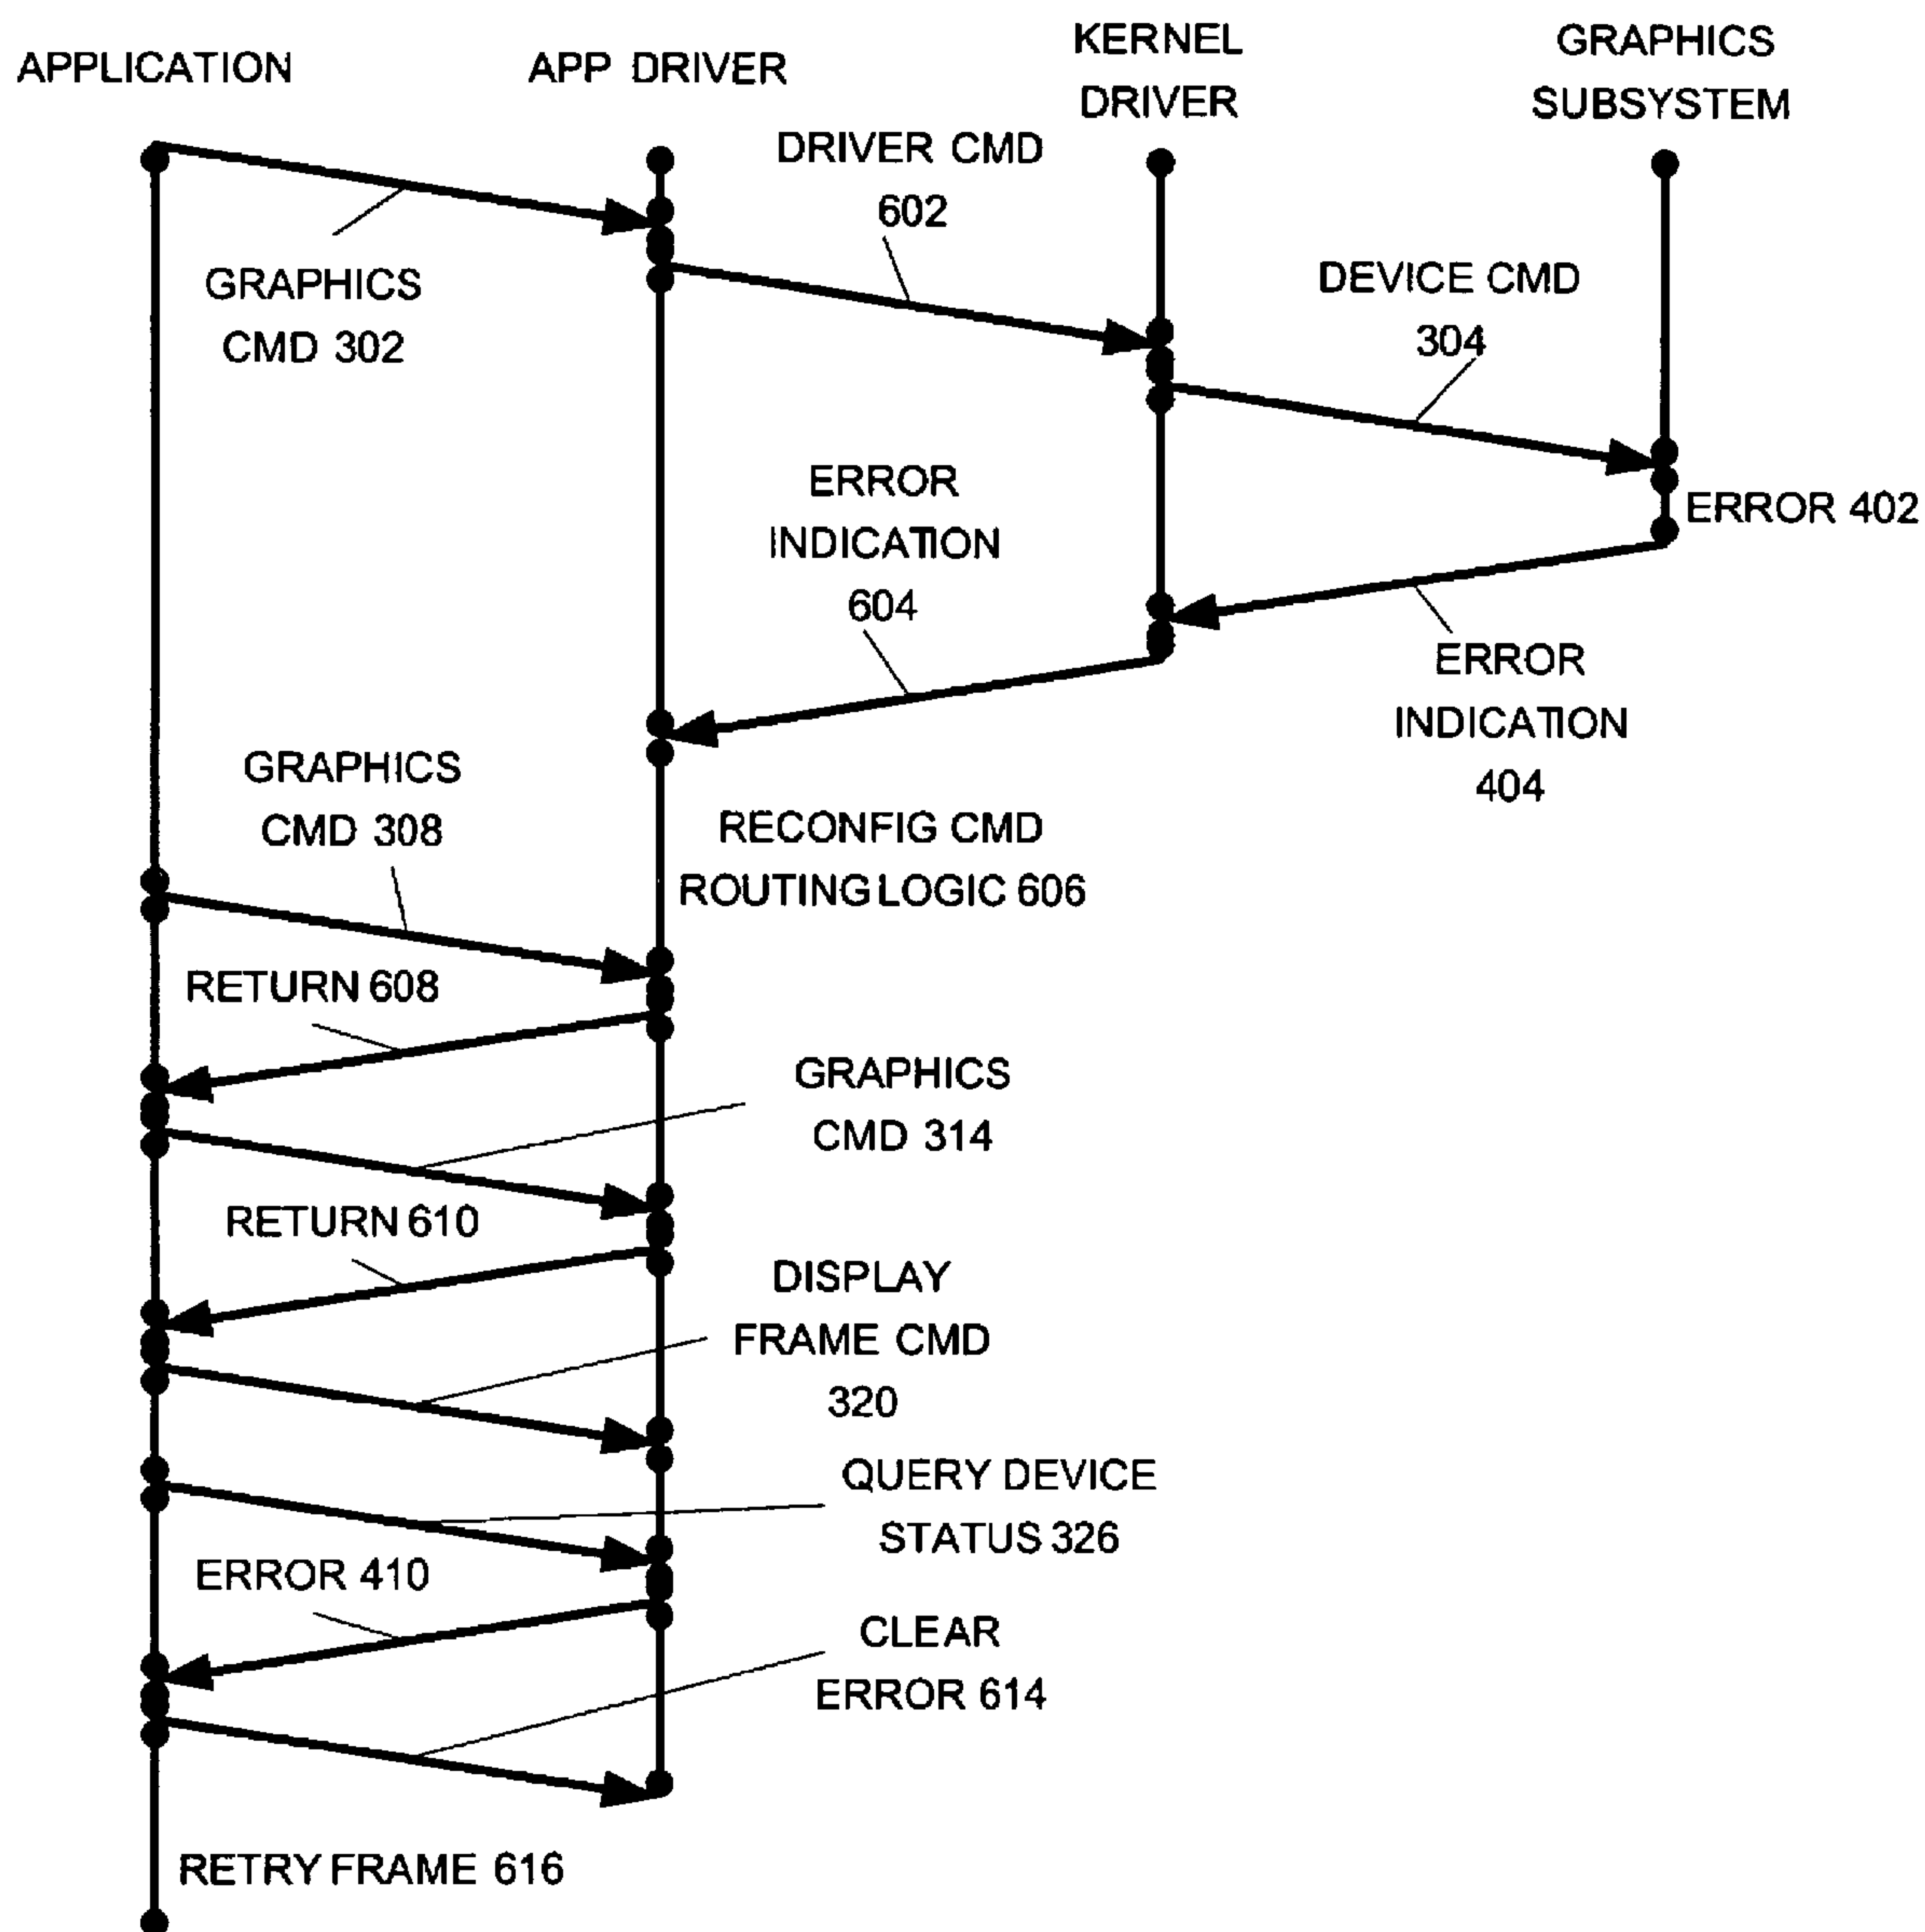 APPLICATION
APP DRIVER
KERNEL
DRIVER
GRAPHICS
SUBSYSTEM
DRIVER CMD
602
GRAPHICS
CMD 302
DEVICE CMD
304
ERROR
INDICATION
604
ERROR 402
ERROR
INDICATION
404
GRAPHICS
CMD 308
RECONFIG CMD
ROUTING LOGIC 606
RETURN 608
GRAPHICS
CMD 314
RETURN 610
DISPLAY
FRAME CMD
320
QUERY DEVICE
STATUS 326
ERROR 410
CLEAR
ERROR 614
RETRY FRAME 616